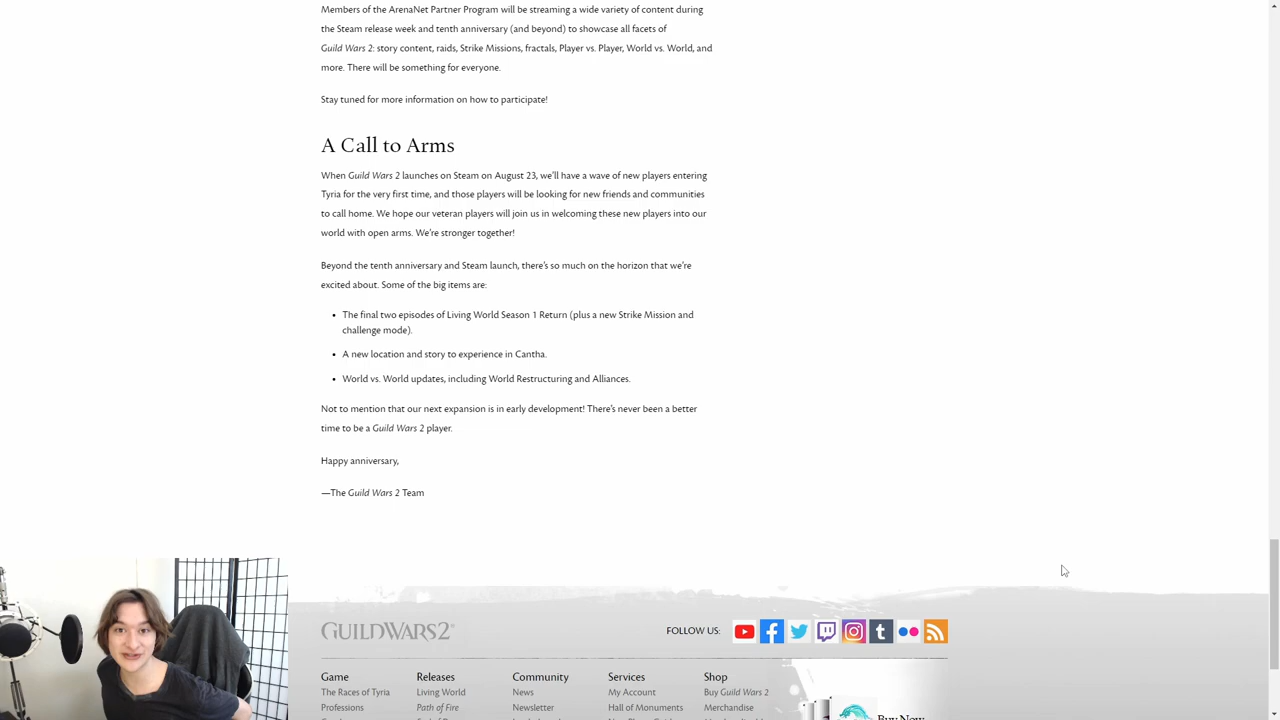 Members of the ArenaNet Partner Program will be streaming a wide variety of content during
the Steam release week and tenth anniversary (and beyond) to showcase all facets of
Guild Wars 2: story content, raids, Strike Missions, fractals, Player vs. Player, World vs. World, and
more. There will be something for everyone.
Stay tuned for more information on how to participate!
A Call to Arms
When Guild Wars 2 launches on Steam on August 23, we'll have a wave of new players entering
Tyria for the very first time, and those players will be looking for new friends and communities
to call home. We hope our veteran players will join us in welcoming these new players into our
world with open arms. We're stronger together!
Beyond the tenth anniversary and Steam launch, there's so much on the horizon that we're
excited about. Some of the big items are:
• The final two episodes of Living World Season 1 Return (plus a new Strike Mission and
challenge mode).
• A new location and story to experience in Cantha.
• World vs. World updates, including World Restructuring and Alliances.
Not to mention that our next expansion is in early development! There's never been a better
time to be a Guild Wars 2 player.
Happy anniversary,
—The Guild Wars 2 Team
GUILDWARS2 FOLLOW US:
Game Releases Community Services Shop
The Races of Tyria Living World News My Account Buy Guild Wars 2
Professions Path of Fire Newsletter Hall of Monuments Merchandise
Buy Now